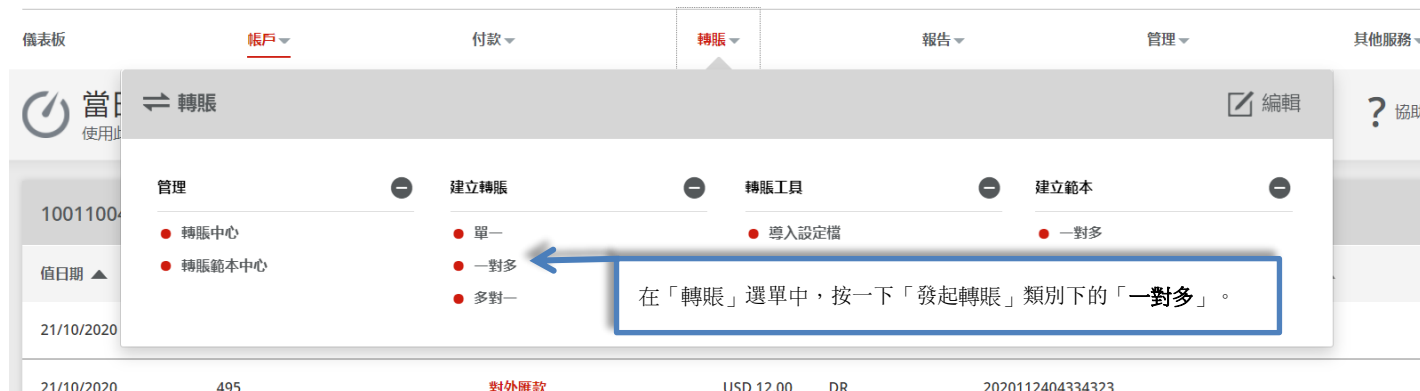 儀表板 帳戶 付款 轉賬 報告 管理 其他服務
轉賬 編輯
當日
使用此
協助
管理 建立轉賬 轉賬工具 建立範本
轉賬中心 單一 導入設定檔 一對多
轉賬範本中心 一對多
多對一
在「轉賬」選單中，按一下「發起轉賬」類別下的「一對多」。
1001100
值日期
21/10/2020
21/10/2020 495 對外匯款 USD 12.00 DR 2020112404334323